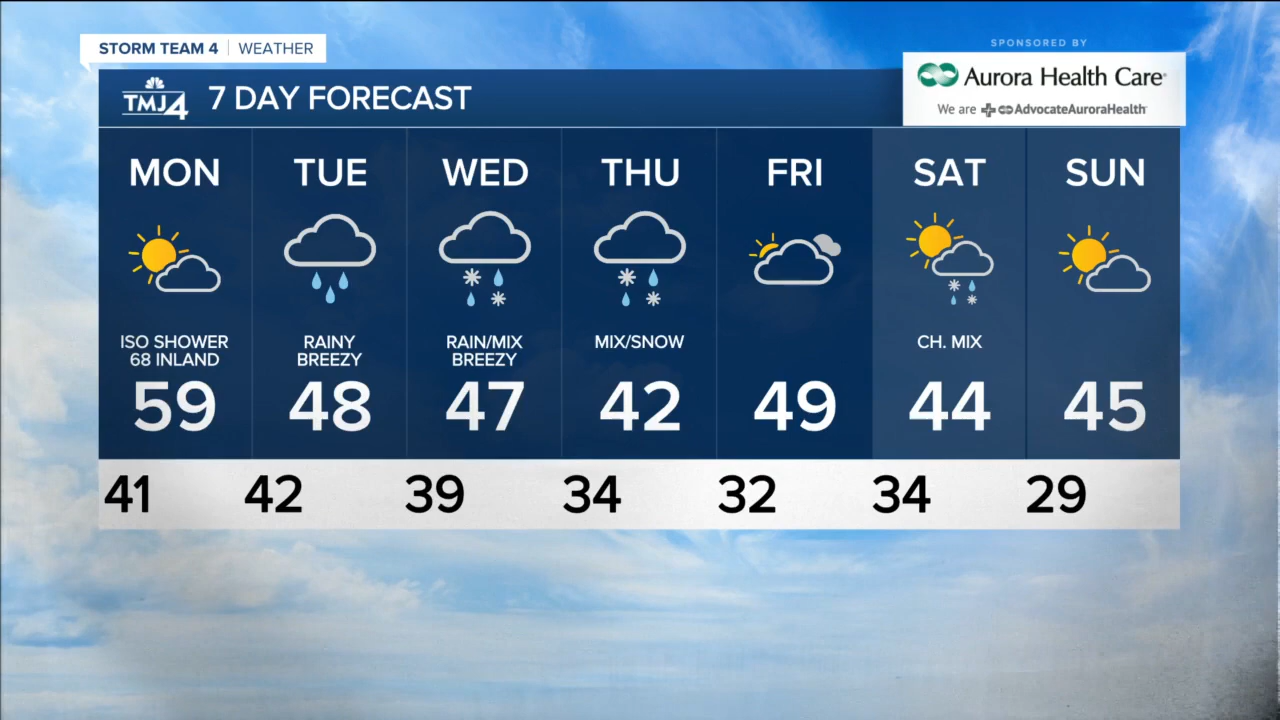 STORM TEAM 4 | WEATHER
SPONSORED BY
Aurora Health Care®
We are AdvocateAuroraHealth
TMJ4 7 DAY FORECAST
MON TUE WED THU FRI SAT SUN
ISO SHOWER RAINY RAIN/MIX MIX/SNOW CH. MIX
68 INLAND BREEZY BREEZY
59 48 47 42 49 44 45
41 42 39 34 32 34 29